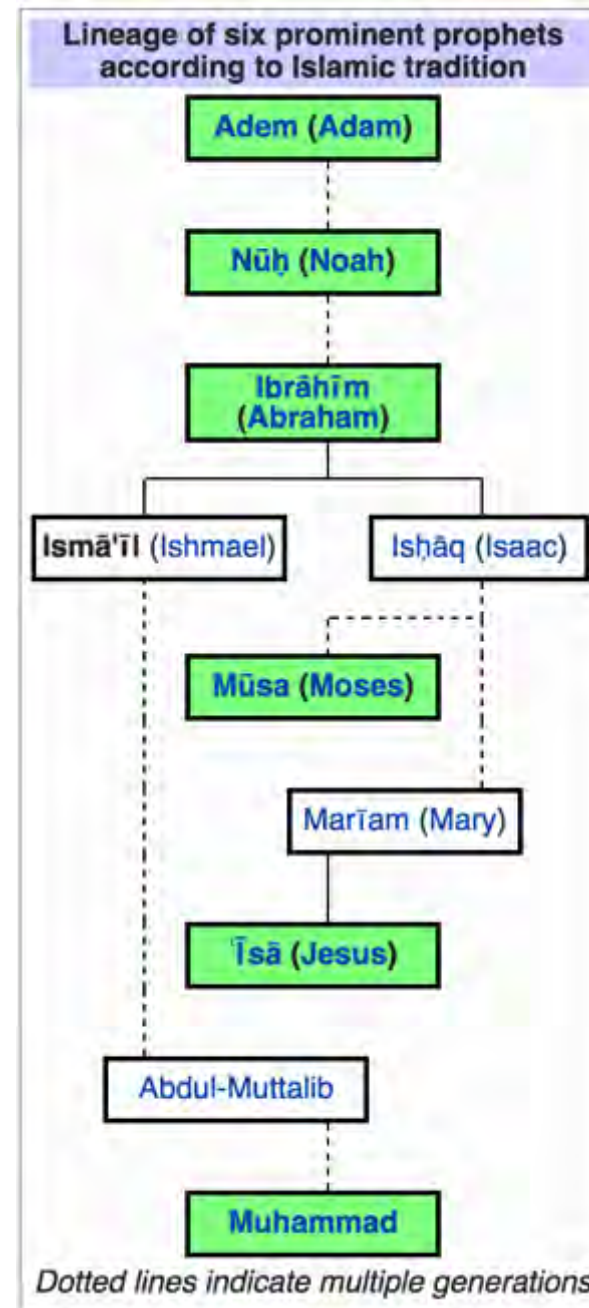 Lineage of six prominent prophets
according to Islamic tradition
Adem (Adam)
Nūḥ (Noah)
Ibrâhīm
(Abraham)
Ismā'īl (Ishmael)
Isḥāq (Isaac)
Mūsa (Moses)
Marīam (Mary)
Īsā (Jesus)
Abdul-Muttalib
Muhammad
Dotted lines indicate multiple generations